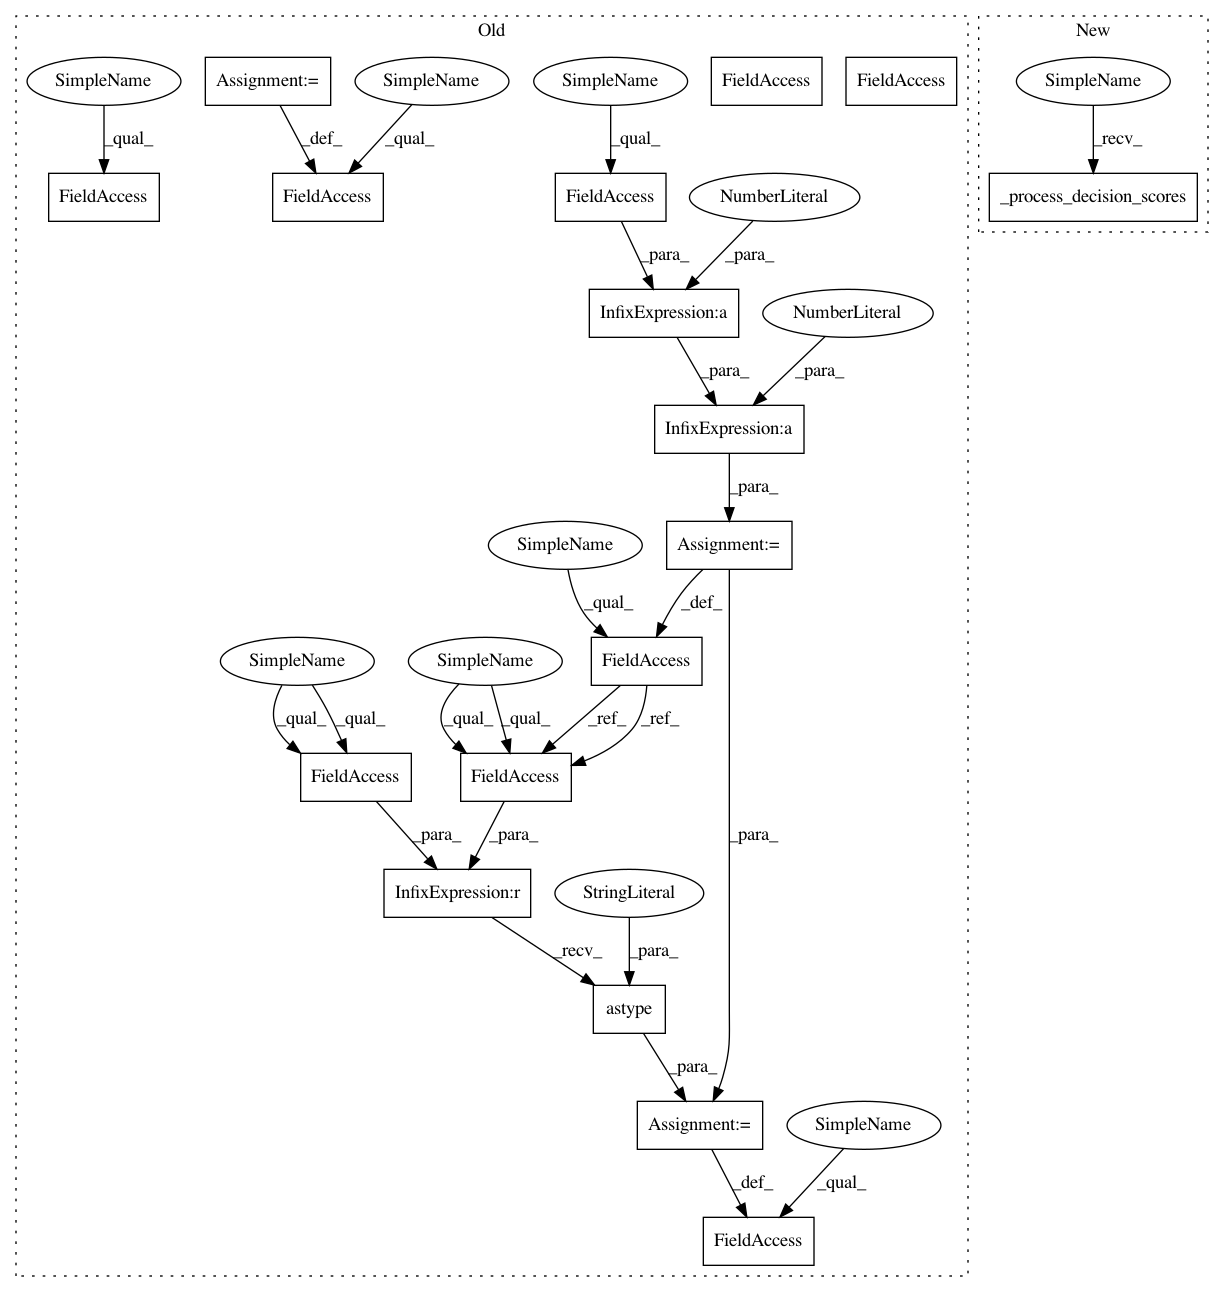 Old
New
SimpleName
Assignment:=
SimpleName
SimpleName
FieldAccess
FieldAccess
SimpleName
_qual_
_def_
_qual_
_qual_
_recv_
FieldAccess
FieldAccess
FieldAccess
NumberLiteral
_process_decision_scores
_para_
_para_
InfixExpression:a
NumberLiteral
_para_
_para_
InfixExpression:a
_para_
SimpleName
Assignment:=
_qual_
_def_
SimpleName
SimpleName
FieldAccess
_qual_
_qual_
_qual_
_qual_
_ref_
_ref_
FieldAccess
FieldAccess
_para_
_para_
_para_
InfixExpression:r
StringLiteral
_recv_
_para_
astype
_para_
Assignment:=
SimpleName
_def_
_qual_
FieldAccess